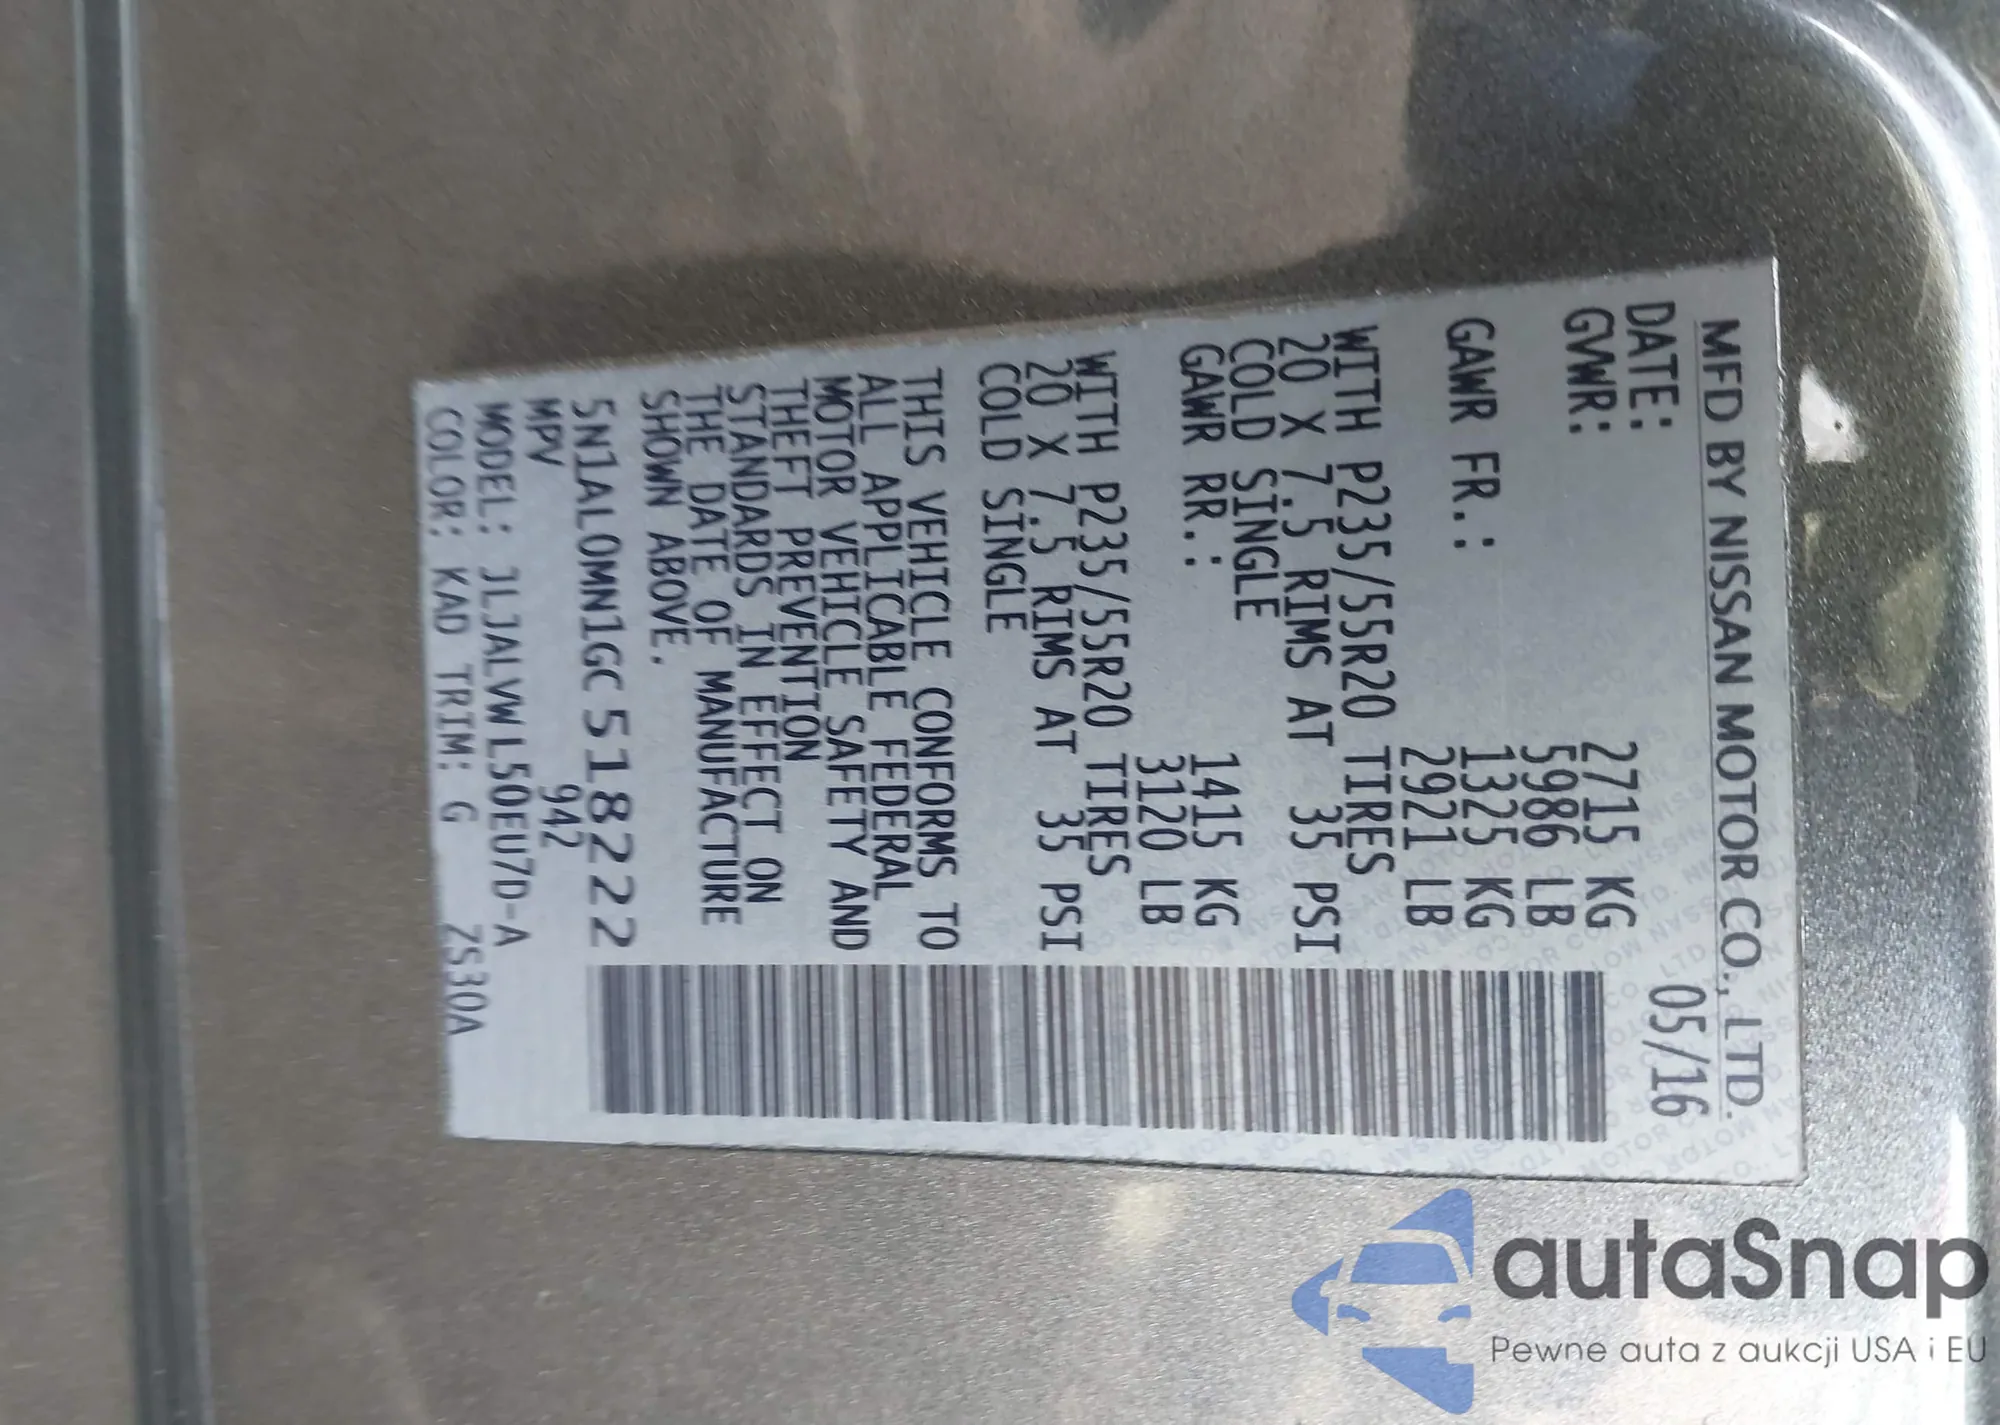 MFD BY NISSAN MOTOR CO., LTD.
DATE: 05/16
GVWR: 2715 KG
5986 LB
GAWR FR.: 1325 KG
2921 LB
WITH P235/55R20 TIRES
20 X 7.5 RIMS AT 35 PSI
COLD SINGLE
GAWR RR.: 1415 KG
3120 LB
WITH P235/55R20 TIRES
20 X 7.5 RIMS AT 35 PSI
COLD SINGLE
THIS VEHICLE CONFORMS TO
ALL APPLICABLE FEDERAL
MOTOR VEHICLE SAFETY AND
THEFT PREVENTION
STANDARDS IN EFFECT ON
THE DATE OF MANUFACTURE
SHOWN ABOVE.
5N1AL0MN1GC518222
MPV 942
MODEL: JLJALVWL50EU7D-A
COLOR: KAD TRIM: G ZS30A
autaSnap
Pewne auta z aukcji USA i EU